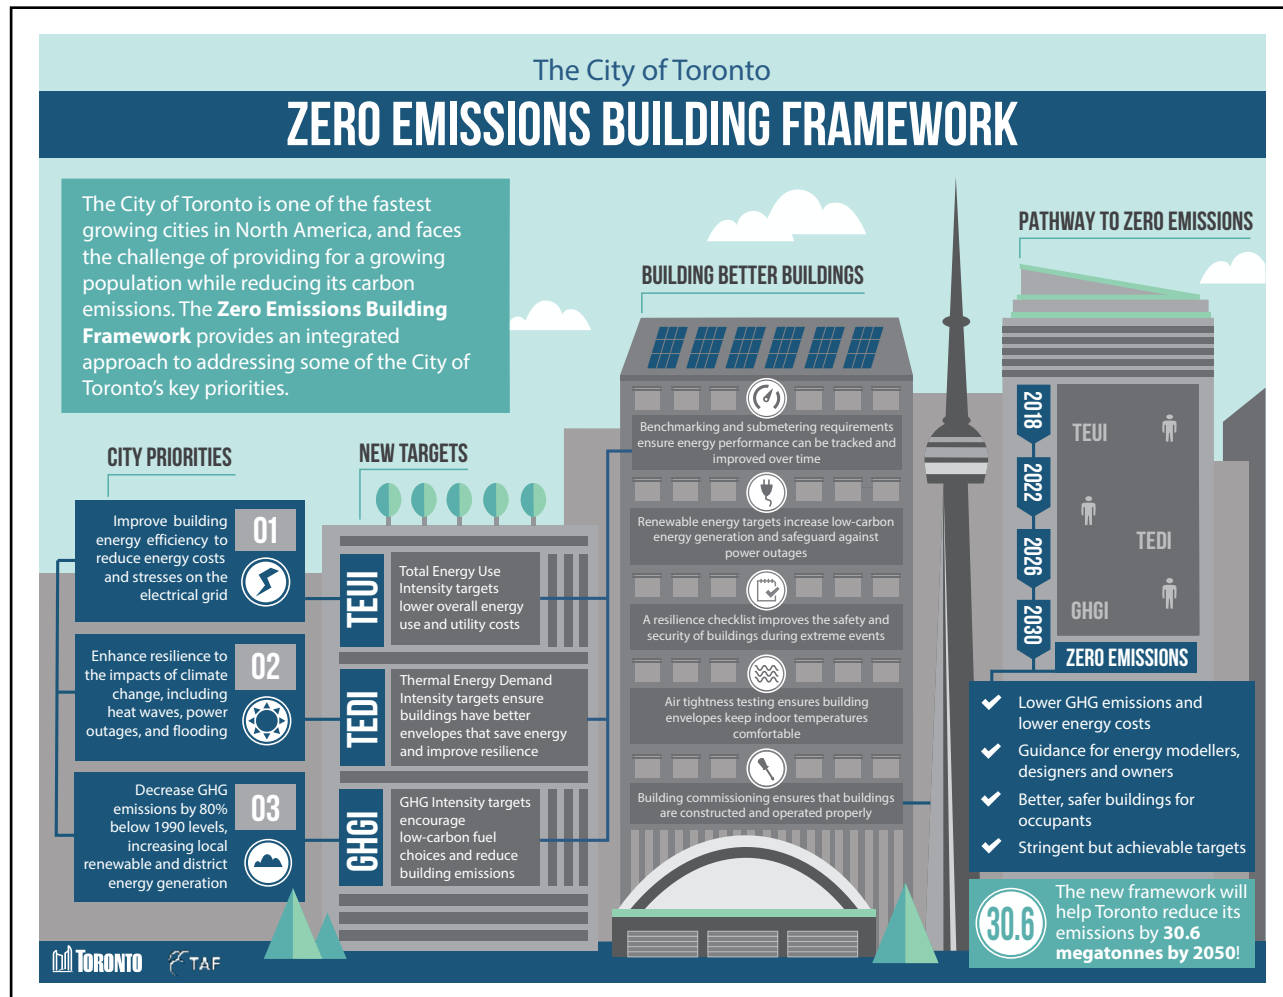 The City of Toronto
ZERO EMISSIONS BUILDING FRAMEWORK
The City of Toronto is one of the fastest
growing cities in North America, and faces
the challenge of providing for a growing
population while reducing its carbon
emissions. The Zero Emissions Building
Framework provides an integrated
approach to addressing some of the City of
Toronto's key priorities.
CITY PRIORITIES
Improve building
energy efficiency to
reduce energy costs
and stresses on the
electrical grid
01
Enhance resilience to
the impacts of climate
change, including
heat waves, power
outages, and flooding
02
Decrease GHG
emissions by 80%
below 1990 levels,
increasing local
renewable and district
energy generation
03
NEW TARGETS
TEUI
Total Energy Use
Intensity targets
lower overall energy
use and utility costs
TEDI
Thermal Energy Demand
Intensity targets ensure
buildings have better
envelopes that save energy
and improve resilience
GHGI
GHG Intensity targets
encourage
low-carbon fuel
choices and reduce
building emissions
BUILDING BETTER BUILDINGS
Benchmarking and submetering requirements
ensure energy performance can be tracked and
improved over time
Renewable energy targets increase low-carbon
energy generation and safeguard against
power outages
A resilience checklist improves the safety and
security of buildings during extreme events
Air tightness testing ensures building
envelopes keep indoor temperatures
comfortable
Building commissioning ensures that buildings
are constructed and operated properly
PATHWAY TO ZERO EMISSIONS
2018
2022
2026
2030
TEUI
TEDI
GHGI
ZERO EMISSIONS
Lower GHG emissions and
lower energy costs
Guidance for energy modellers,
designers and owners
Better, safer buildings for
occupants
Stringent but achievable targets
30.6
The new framework will
help Toronto reduce its
emissions by 30.6
megatonnes by 2050!
TORONTO
TAF